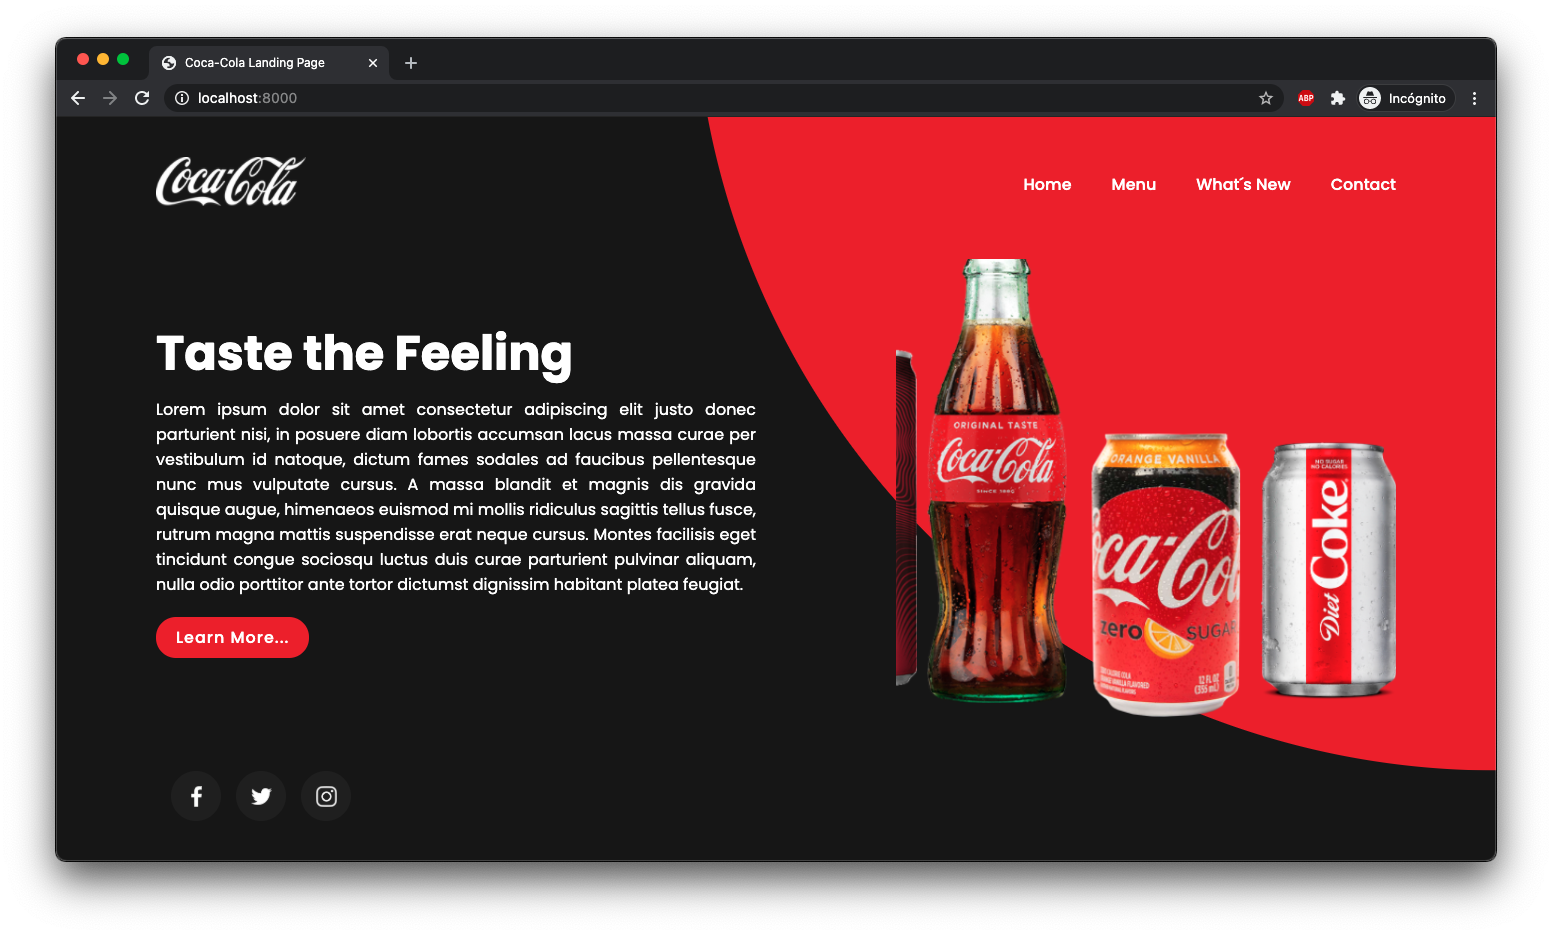 Coca-Cola Landing Page
localhost:8000
ABP
Incógnito
Coca-Cola
Home
Menu
What´s New
Contact
Taste the Feeling
Lorem ipsum dolor sit amet consectetur adipiscing elit justo donec
parturient nisi, in posuere diam lobortis accumsan lacus massa curae per
vestibulum id natoque, dictum fames sodales ad faucibus pellentesque
nunc mus vulputate cursus. A massa blandit et magnis dis gravida
quisque augue, himenaeos euismod mi mollis ridiculus sagittis tellus fusce,
rutrum magna mattis suspendisse erat neque cursus. Montes facilisis eget
tincidunt congue sociosqu luctus duis curae parturient pulvinar aliquam,
nulla odio porttitor ante tortor dictumst dignissim habitant platea feugiat.
Learn More...
ORIGINAL TASTE
Coca-Cola
ORANGE VANILLA
zero
SUGAR
12 FL OZ
(355 mL)
NO SUGAR
NO CALORIES
Diet Coke